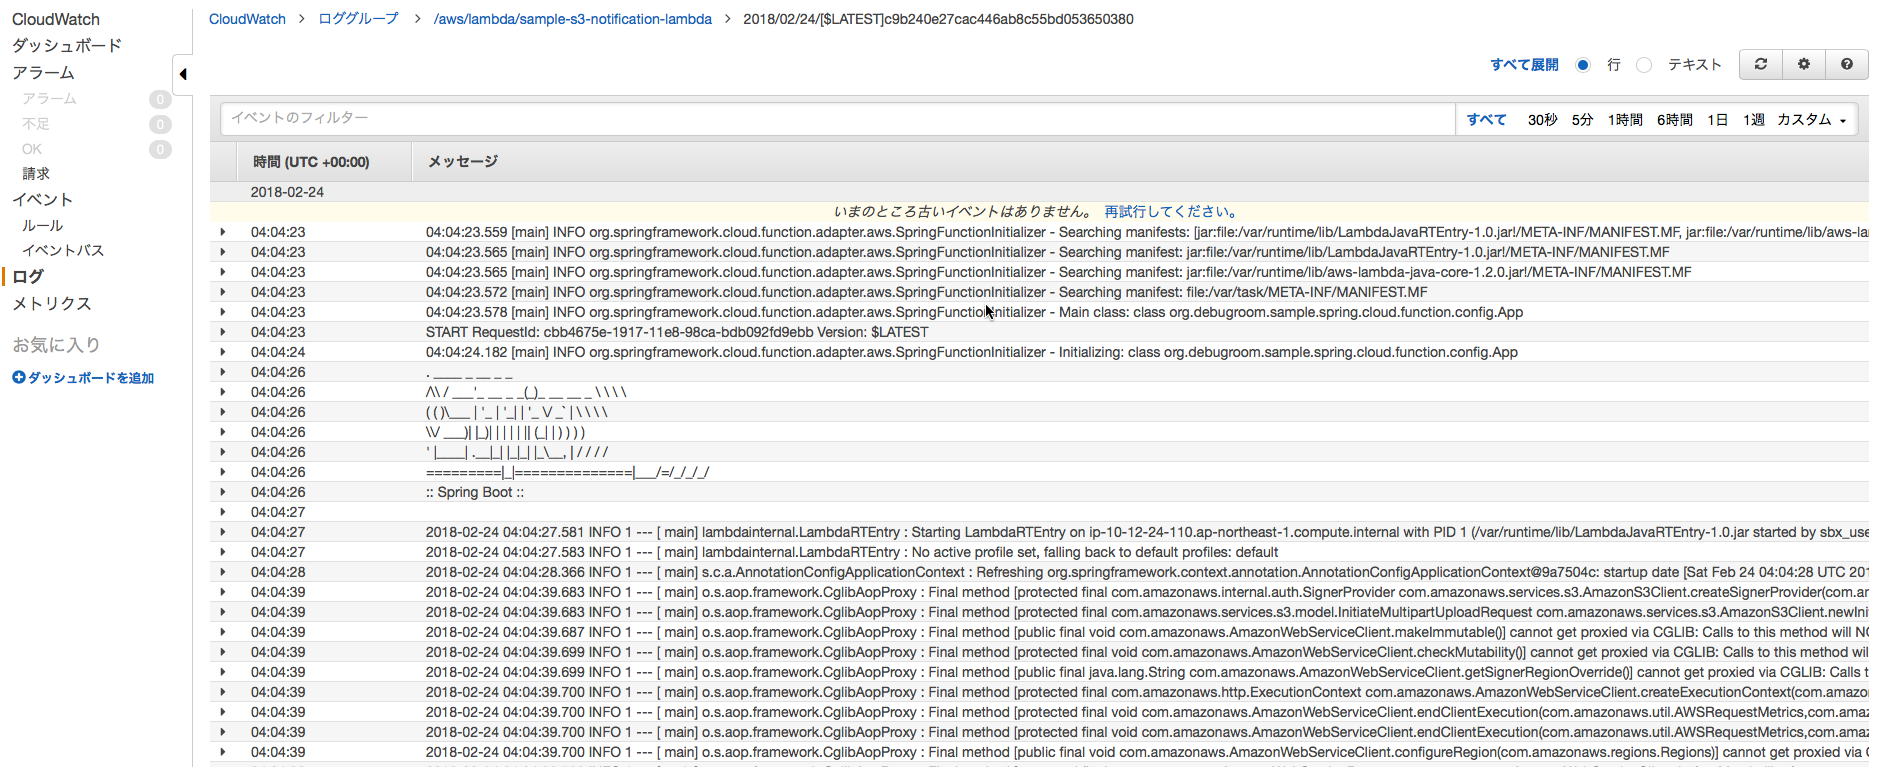 CloudWatch
ダッシュボード
アラーム
アラーム 0
不足 0
OK 0
請求
イベント
ルール
イベントバス
ログ
メトリクス
お気に入り
ダッシュボードを追加
CloudWatch > ロググループ > /aws/lambda/sample-s3-notification-lambda > 2018/02/24/[$LATEST]c9b240e27cac446ab8c55bd053650380
すべて展開 行 テキスト
イベントのフィルター
すべて 30秒 5分 1時間 6時間 1日 1週 カスタム
時間 (UTC +00:00) メッセージ
2018-02-24
いまのところ古いイベントはありません。 再試行してください。
04:04:23 04:04:23.559 [main] INFO org.springframework.cloud.function.adapter.aws.SpringFunctionInitializer - Searching manifests: [jar:file:/var/runtime/lib/LambdaJavaRTEntry-1.0.jar!/META-INF/MANIFEST.MF, jar:file:/var/runtime/lib/aws-la
04:04:23 04:04:23.565 [main] INFO org.springframework.cloud.function.adapter.aws.SpringFunctionInitializer - Searching manifest: jar:file:/var/runtime/lib/LambdaJavaRTEntry-1.0.jar!/META-INF/MANIFEST.MF
04:04:23 04:04:23.565 [main] INFO org.springframework.cloud.function.adapter.aws.SpringFunctionInitializer - Searching manifest: jar:file:/var/runtime/lib/aws-lambda-java-core-1.2.0.jar!/META-INF/MANIFEST.MF
04:04:23 04:04:23.572 [main] INFO org.springframework.cloud.function.adapter.aws.SpringFunctionInitializer - Searching manifest: file:/var/task/META-INF/MANIFEST.MF
04:04:23 04:04:23.578 [main] INFO org.springframework.cloud.function.adapter.aws.SpringFunctionInitializer - Main class: class org.debugroom.sample.spring.cloud.function.config.App
04:04:23 START RequestId: cbb4675e-1917-11e8-98ca-bdb092fd9ebb Version: $LATEST
04:04:24 04:04:24.182 [main] INFO org.springframework.cloud.function.adapter.aws.SpringFunctionInitializer - Initializing: class org.debugroom.sample.spring.cloud.function.config.App
04:04:26 . ____ _ __ _ _
04:04:26 /\\ / ___'_ __ _ _(_)_ __ __ _ \ \ \ \
04:04:26 ( ( )\___ | '_ | '_| | '_ \/ _` | \ \ \ \
04:04:26 \\/ ___)| |_)| | | | | || (_| | ) ) ) )
04:04:26 ' |____| .__|_| |_|_| |_\__, | / / / /
04:04:26 =========|_|==============|___/=/_/_/_/
04:04:26 :: Spring Boot ::
04:04:27
04:04:27 2018-02-24 04:04:27.581 INFO 1 --- [ main] lambdainternal.LambdaRTEntry : Starting LambdaRTEntry on ip-10-12-24-110.ap-northeast-1.compute.internal with PID 1 (/var/runtime/lib/LambdaJavaRTEntry-1.0.jar started by sbx_use
04:04:27 2018-02-24 04:04:27.583 INFO 1 --- [ main] lambdainternal.LambdaRTEntry : No active profile set, falling back to default profiles: default
04:04:28 2018-02-24 04:04:28.366 INFO 1 --- [ main] s.c.a.AnnotationConfigApplicationContext : Refreshing org.springframework.context.annotation.AnnotationConfigApplicationContext@9a7504c: startup date [Sat Feb 24 04:04:28 UTC 201
04:04:39 2018-02-24 04:04:39.683 INFO 1 --- [ main] o.s.aop.framework.CglibAopProxy : Final method [protected final com.amazonaws.internal.auth.SignerProvider com.amazonaws.services.s3.AmazonS3Client.createSignerProvider(com.am
04:04:39 2018-02-24 04:04:39.683 INFO 1 --- [ main] o.s.aop.framework.CglibAopProxy : Final method [protected final com.amazonaws.services.s3.model.InitiateMultipartUploadRequest com.amazonaws.services.s3.AmazonS3Client.newIni
04:04:39 2018-02-24 04:04:39.687 INFO 1 --- [ main] o.s.aop.framework.CglibAopProxy : Final method [public final void com.amazonaws.AmazonWebServiceClient.makeImmutable()] cannot get proxied via CGLIB: Calls to this method will NO
04:04:39 2018-02-24 04:04:39.699 INFO 1 --- [ main] o.s.aop.framework.CglibAopProxy : Final method [protected final void com.amazonaws.AmazonWebServiceClient.checkMutability()] cannot get proxied via CGLIB: Calls to this method wil
04:04:39 2018-02-24 04:04:39.699 INFO 1 --- [ main] o.s.aop.framework.CglibAopProxy : Final method [public final java.lang.String com.amazonaws.AmazonWebServiceClient.getSignerRegionOverride()] cannot get proxied via CGLIB: Calls t
04:04:39 2018-02-24 04:04:39.700 INFO 1 --- [ main] o.s.aop.framework.CglibAopProxy : Final method [protected final com.amazonaws.http.ExecutionContext com.amazonaws.AmazonWebServiceClient.createExecutionContext(com.amazo
04:04:39 2018-02-24 04:04:39.700 INFO 1 --- [ main] o.s.aop.framework.CglibAopProxy : Final method [protected final void com.amazonaws.AmazonWebServiceClient.endClientExecution(com.amazonaws.util.AWSRequestMetrics,com.amaz
04:04:39 2018-02-24 04:04:39.700 INFO 1 --- [ main] o.s.aop.framework.CglibAopProxy : Final method [protected final void com.amazonaws.AmazonWebServiceClient.endClientExecution(com.amazonaws.util.AWSRequestMetrics,com.amaz
04:04:39 2018-02-24 04:04:39.700 INFO 1 --- [ main] o.s.aop.framework.CglibAopProxy : Final method [public final void com.amazonaws.AmazonWebServiceClient.configureRegion(com.amazonaws.regions.Regions)] cannot get proxied via C